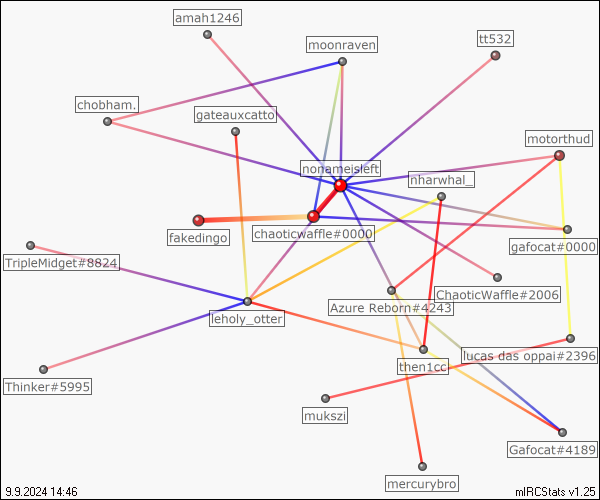 amah1246
tt532
moonraven
chobham.
gateauxcatto
motorthud
nonameisleft
nharwhal_
fakedingo
chaoticwaffle#0000
gafocat#0000
TripleMidget#8824
ChaoticWaffle#2006
Azure Reborn#4243
leholy_otter
lucas das oppai#2396
then1cc
Thinker#5995
mukszi
Gafocat#4189
mercurybro
9.9.2024 14:46
mIRCStats v1.25